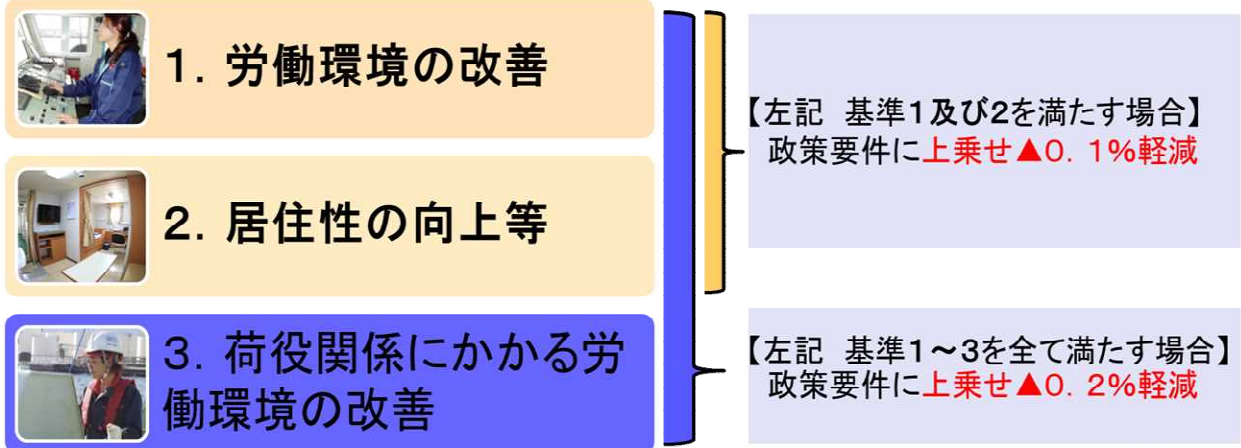 1．労働環境の改善
2．居住性の向上等
3．荷役関係にかかる労
働環境の改善
【左記　基準1及び2を満たす場合】
政策要件に上乗せ▲0．1%軽減
【左記　基準1～3を全て満たす場合】
政策要件に上乗せ▲0．2%軽減